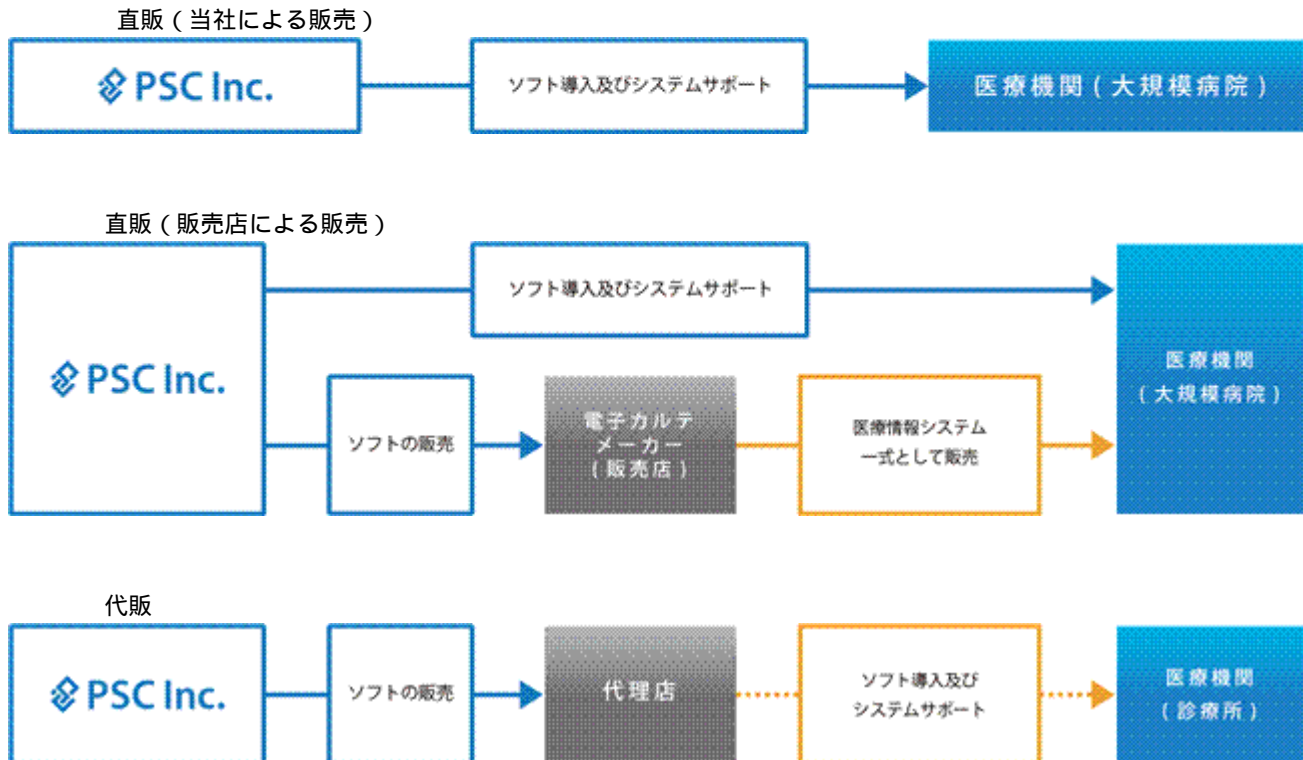 直販(当社による販売)
PSC Inc.
ソフト導入及びシステムサポート
医療機関(大規模病院)
直販(販売店による販売)
ソフト導入及びシステムサポート
PSC Inc.
ソフトの販売
電子カルテ
メーカー
(販売店)
医療情報システム
一式として販売
医療機関
(大規模病院)
代販
PSC Inc.
ソフトの販売
代理店
ソフト導入及び
システムサポート
医療機関
(診療所)